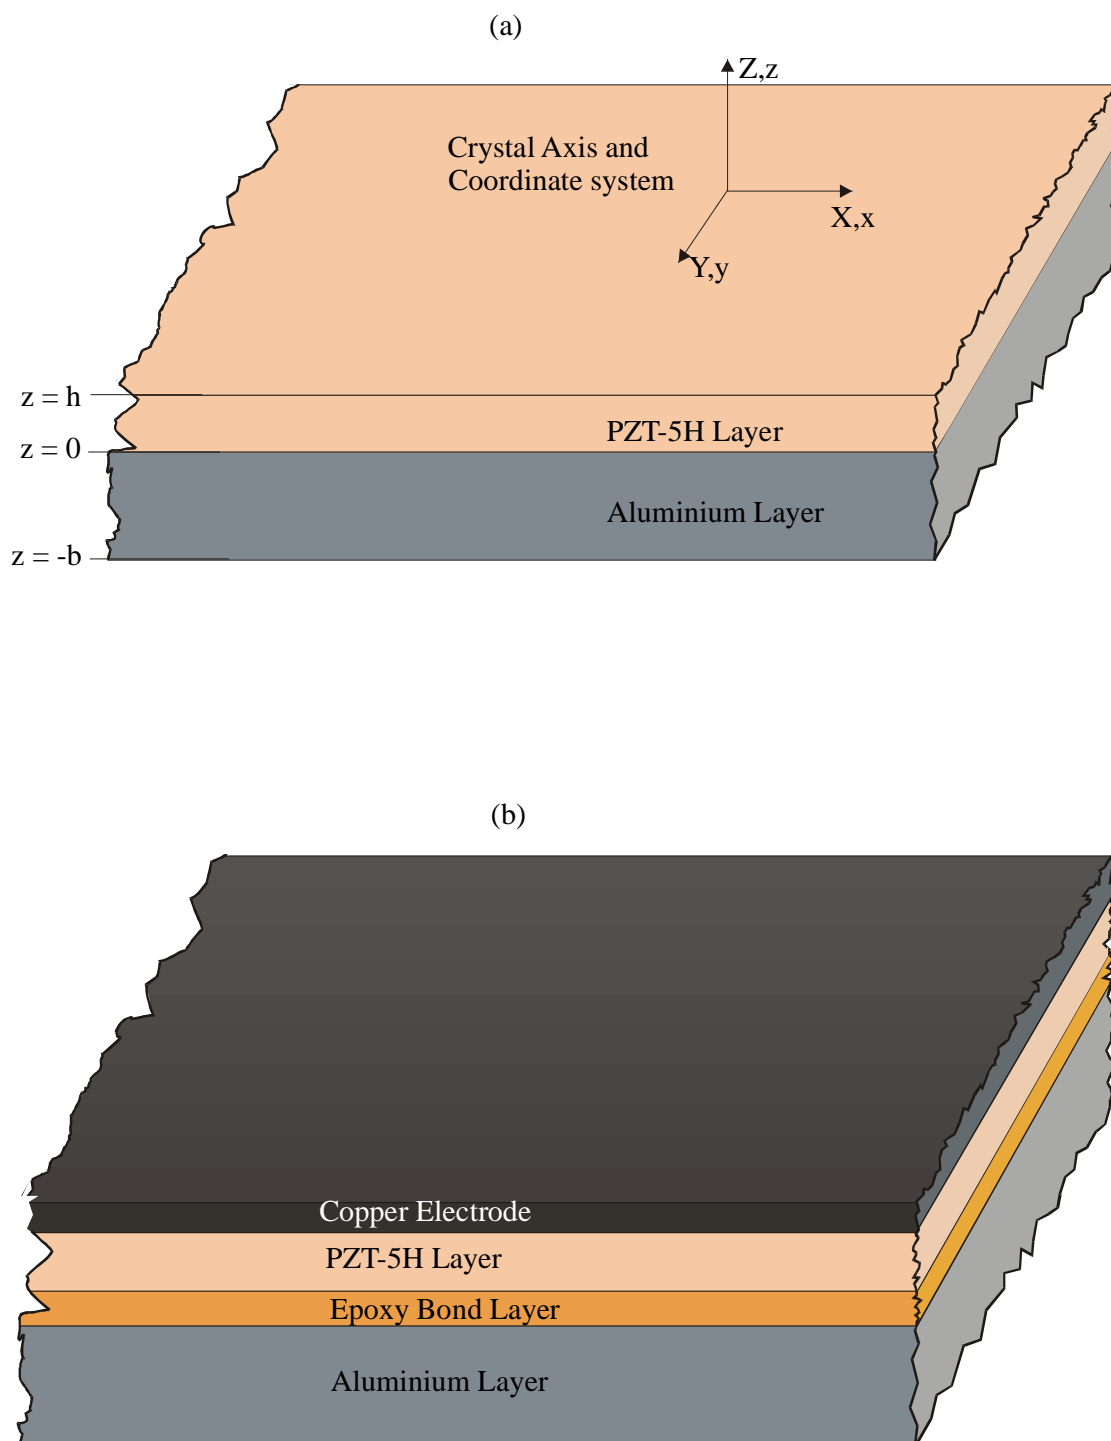 (a)
Z,z
Crystal Axis and
Coordinate system
X,x
Y,y
z = h
PZT-5H Layer
z = 0
Aluminium Layer
z = -b
(b)
Copper Electrode
PZT-5H Layer
Epoxy Bond Layer
Aluminium Layer